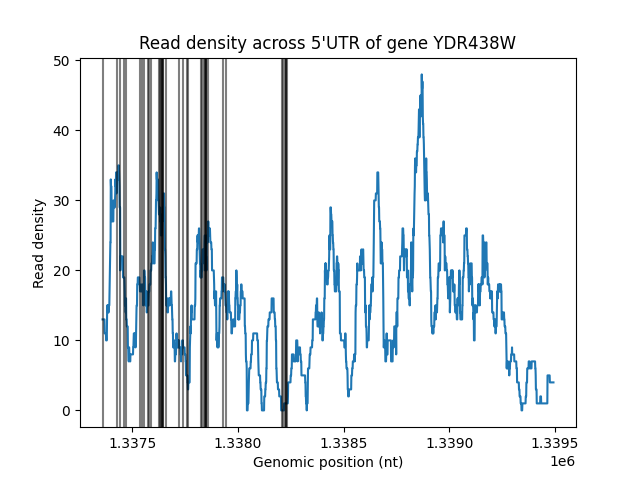 Read density across 5'UTR of gene YDR438W
50
40
30
20
10
0
Read density
1.3375 1.3380 1.3385 1.3390 1.3395
1e6
Genomic position (nt)